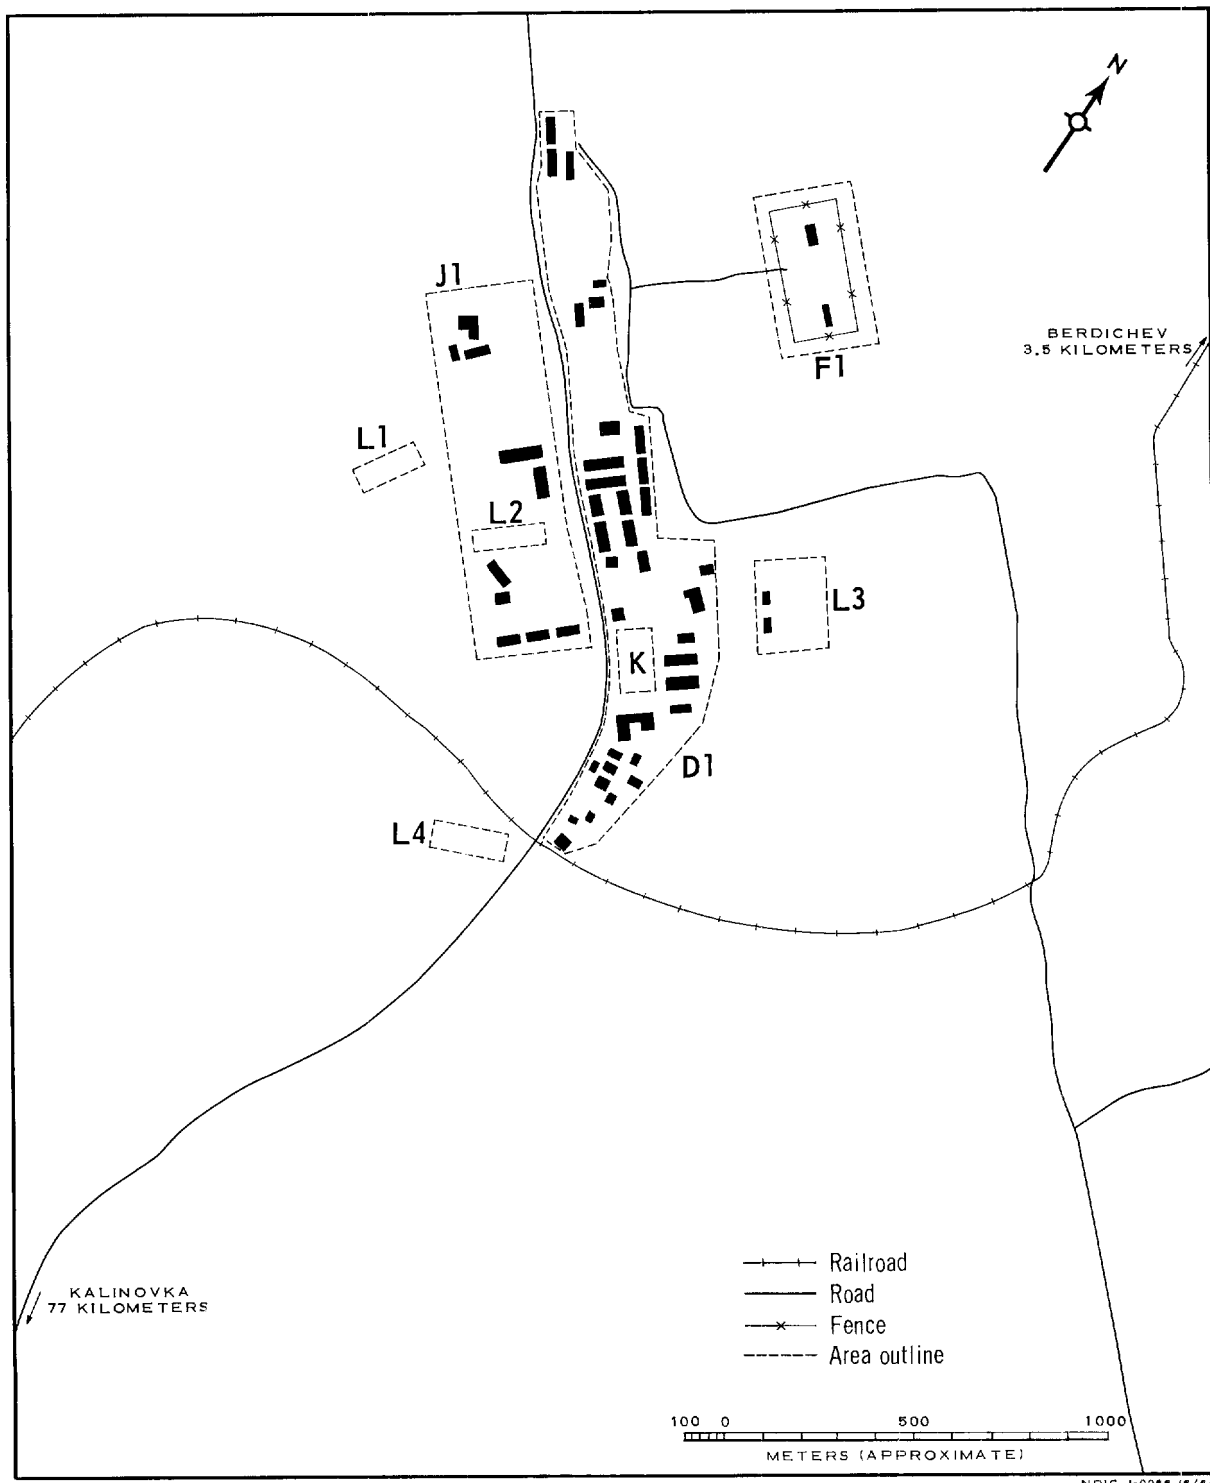 N
J1
BERDICHEV
3.5 KILOMETERS
F1
L1
L2
L3
K
D1
L4
KALINOVKA
77 KILOMETERS
Railroad
Road
Fence
Area outline
100 0 500 1000
METERS (APPROXIMATE)